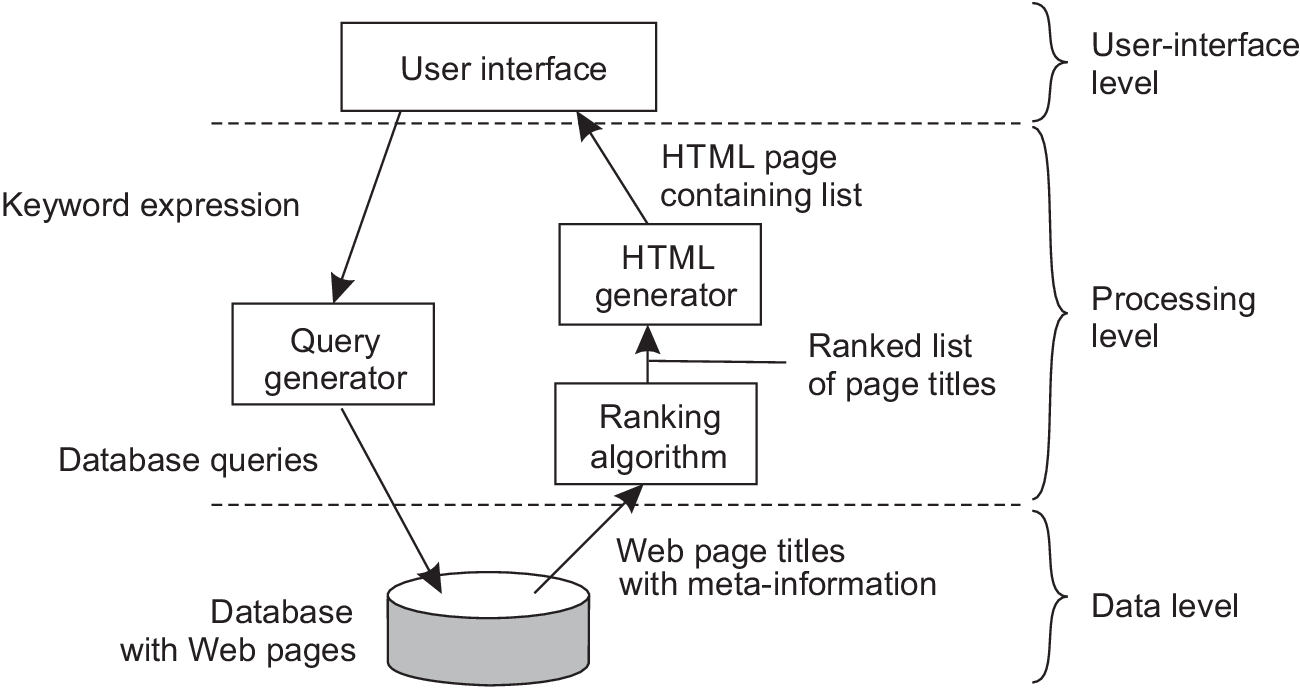 User interface
User-interface
level
Keyword expression
HTML page
containing list
HTML
generator
Query
generator
Ranked list
of page titles
Processing
level
Ranking
algorithm
Database queries
Web page titles
with meta-information
Database
with Web pages
Data level